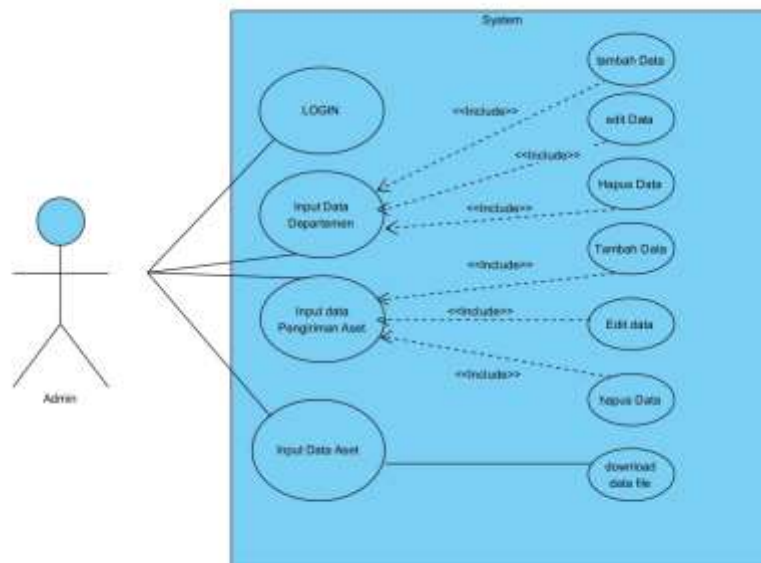 System
tambah Data
LOGIN
<<Include>>
edit Data
<<Include>>
Hapus Data
Input Data
Departemen
<<Include>>
Tambah Data
<<Include>>
Input data
Pengiriman Aset
<<Include>>
Edit data
<<Include>>
hapus Data
Admin
Input Data Aset
download
data file